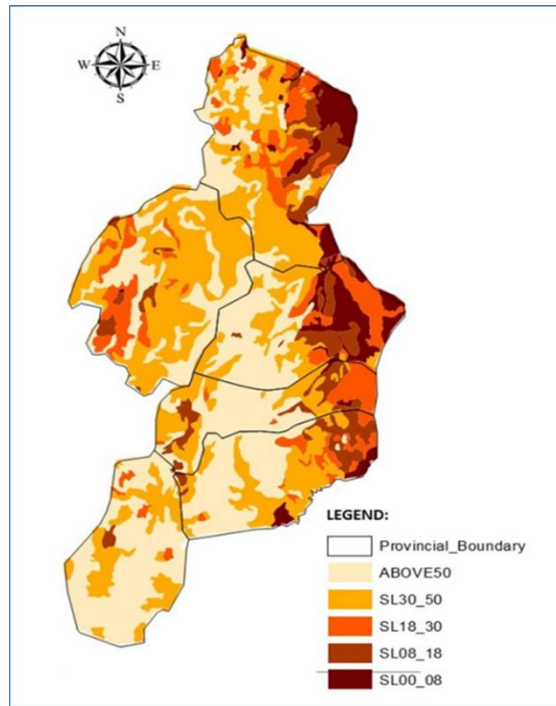 N
W E
S
LEGEND:
Provincial_Boundary
ABOVE50
SL30_50
SL18_30
SL08_18
SL00_08